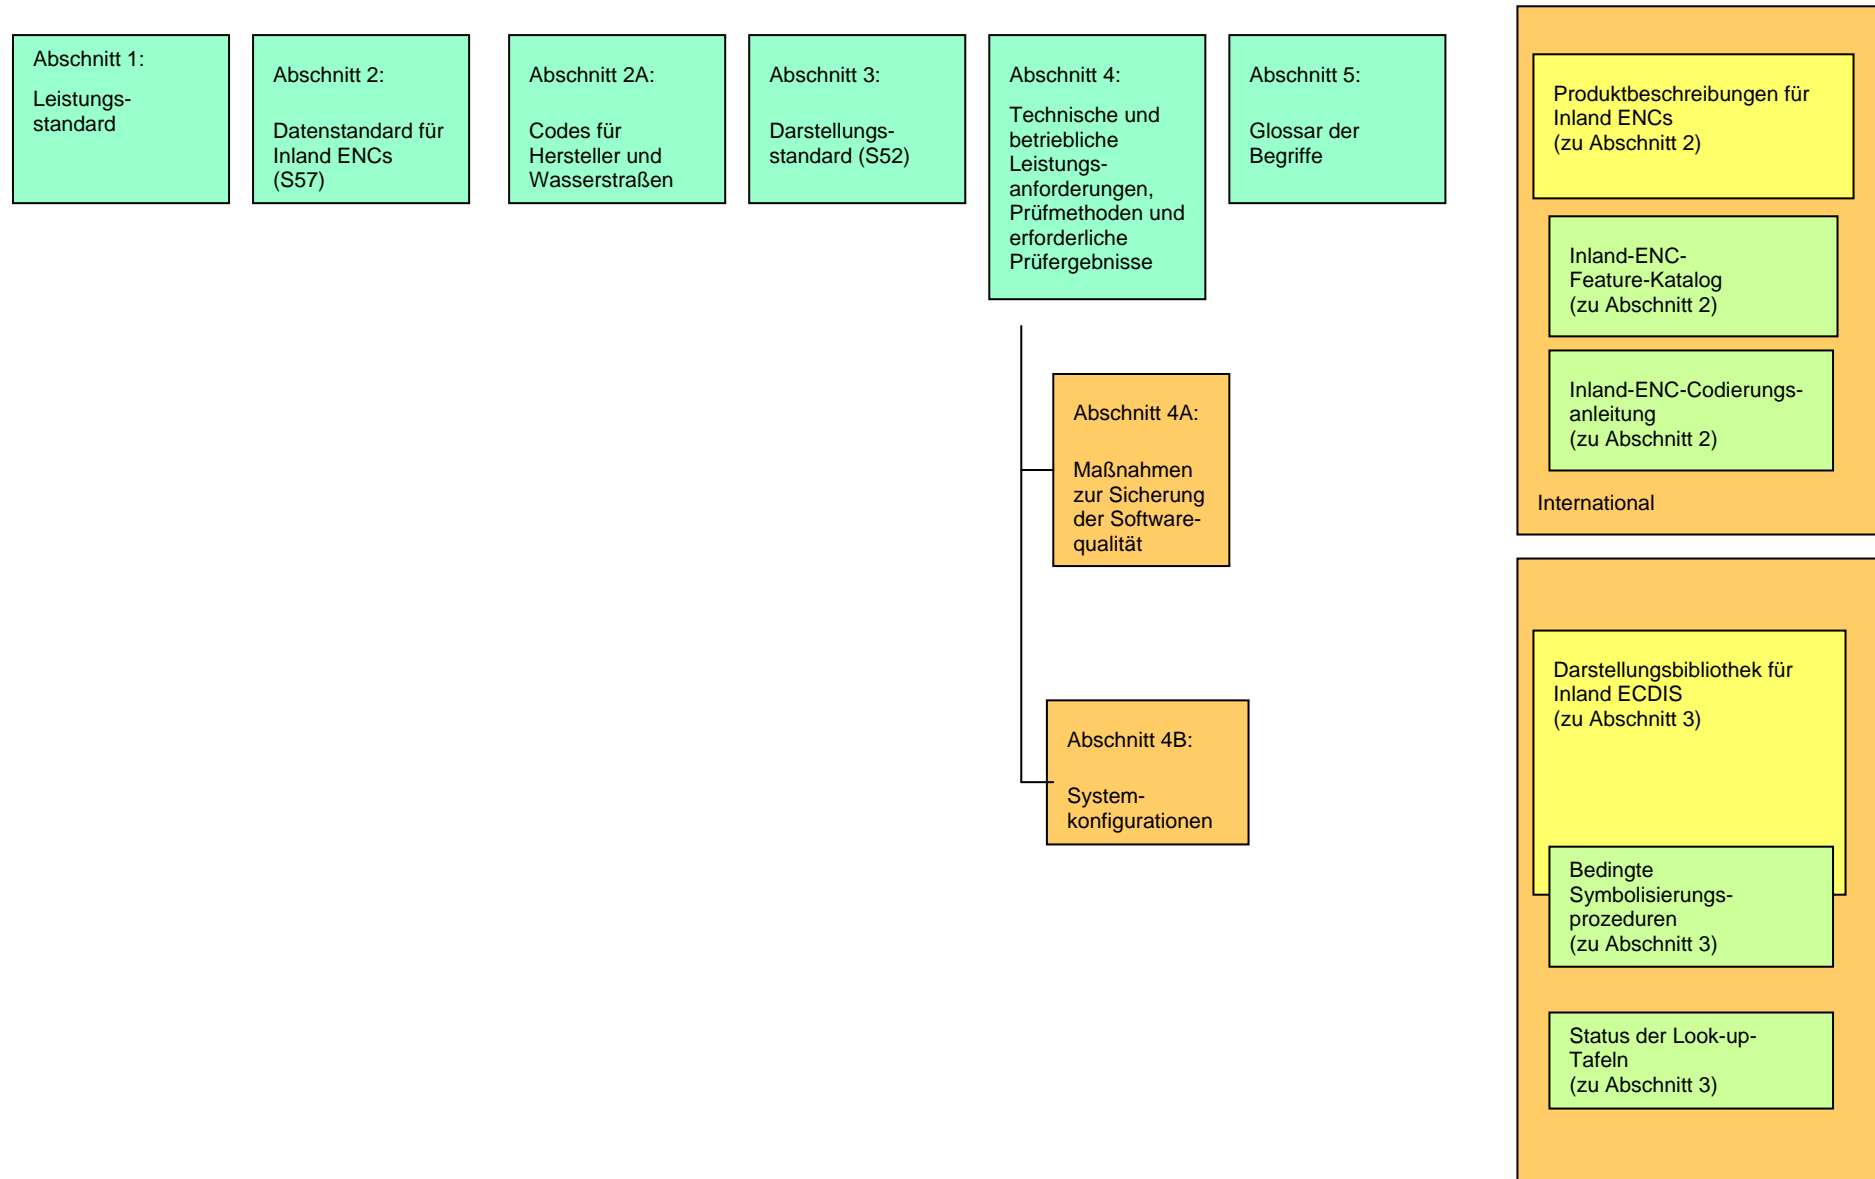 Abschnitt 1:
Leistungs-
standard
Abschnitt 2:
Datenstandard für
Inland ENCs
(S57)
Abschnitt 2A:
Codes für
Hersteller und
Wasserstraßen
Abschnitt 3:
Darstellungs-
standard (S52)
Abschnitt 4:
Technische und
betriebliche
Leistungs-
anforderungen,
Prüfmethoden und
erforderliche
Prüfergebnisse
Abschnitt 5:
Glossar der
Begriffe
Abschnitt 4A:
Maßnahmen
zur Sicherung
der Software-
qualität
Abschnitt 4B:
System-
konfigurationen
Produktbeschreibungen für
Inland ENCs
(zu Abschnitt 2)
Inland-ENC-
Feature-Katalog
(zu Abschnitt 2)
Inland-ENC-Codierungs-
anleitung
(zu Abschnitt 2)
International
Darstellungsbibliothek für
Inland ECDIS
(zu Abschnitt 3)
Bedingte
Symbolisierungs-
prozeduren
(zu Abschnitt 3)
Status der Look-up-
Tafeln
(zu Abschnitt 3)